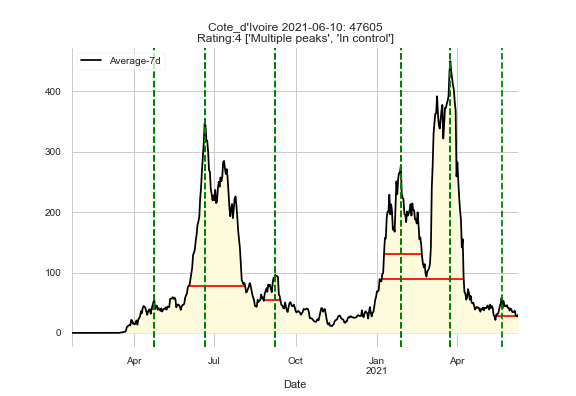 Cote_d'Ivoire 2021-06-10: 47605
Rating:4 ['Multiple peaks', 'In control']
Average-7d
400
300
200
100
0
Apr
Jul
Oct
Jan
2021
Apr
Date